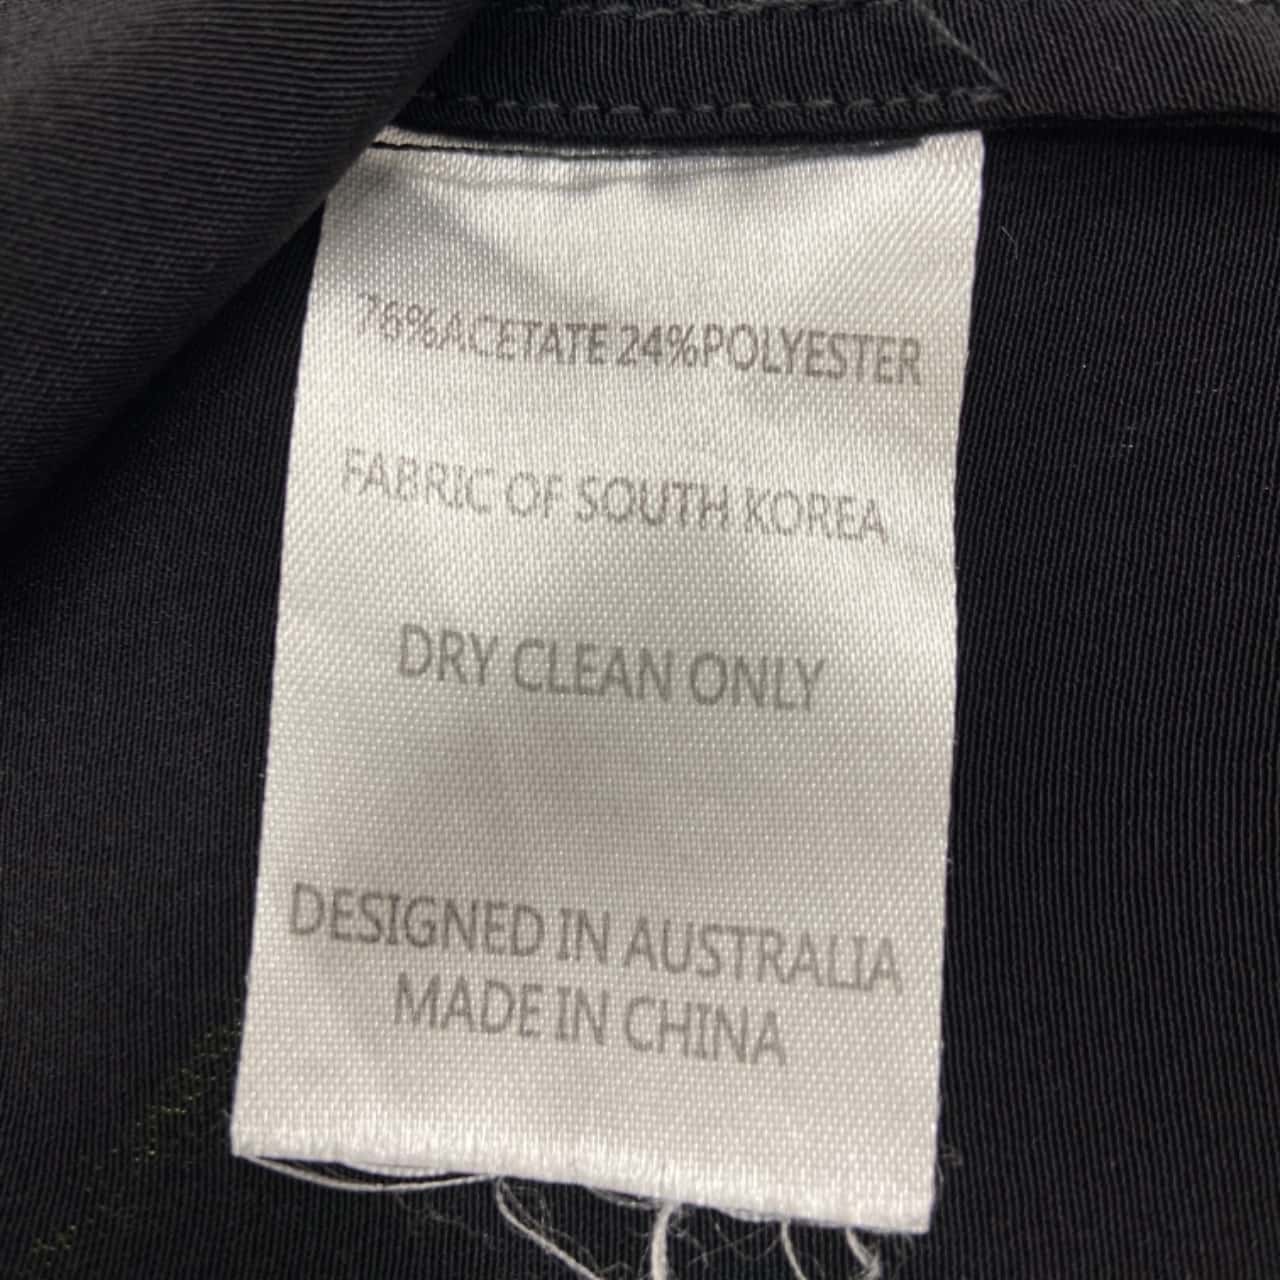 76%ACETATE 24%POLYESTER
FABRIC OF SOUTH KOREA
DRY CLEAN ONLY
DESIGNED IN AUSTRALIA
MADE IN CHINA